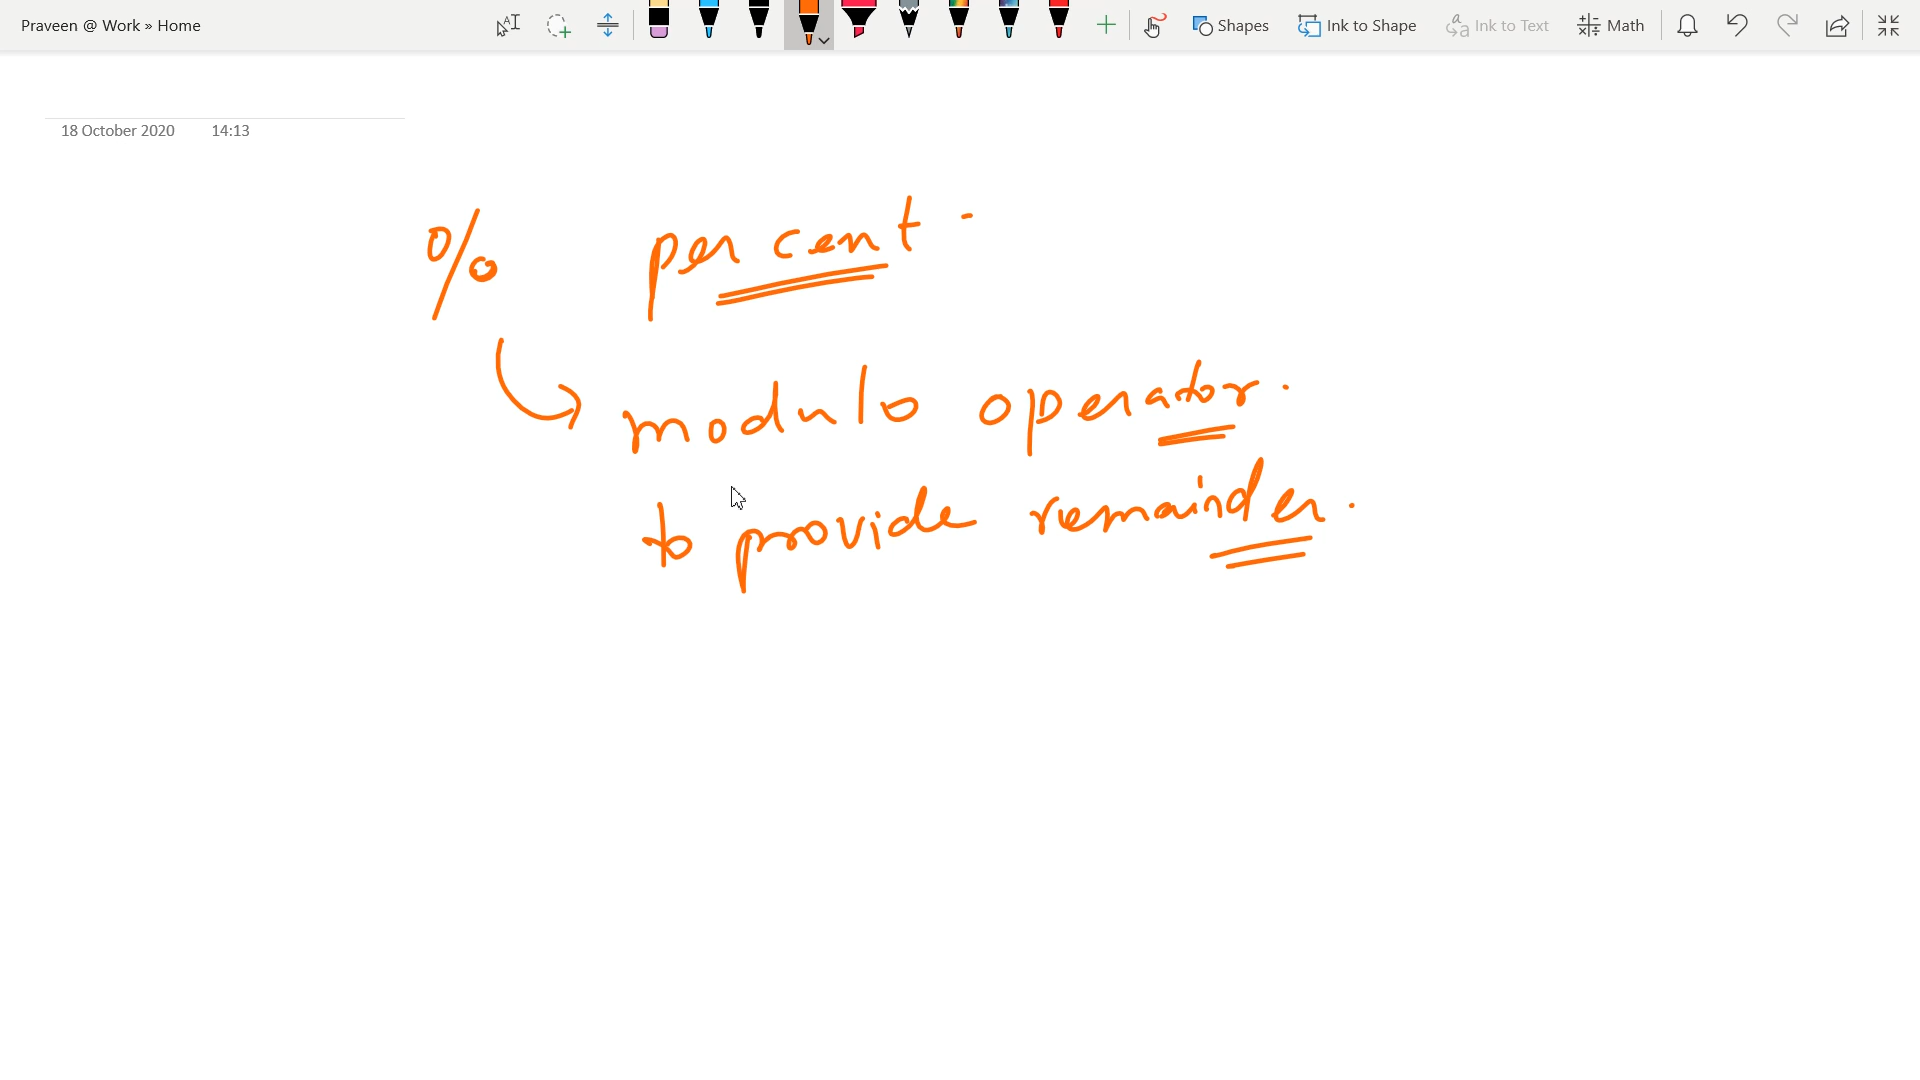 Praveen @ Work » Home Shapes Ink to Shape Ink to Text Math
18 October 2020 14:13
% per cent.
modulo operator.
to provide remainder.